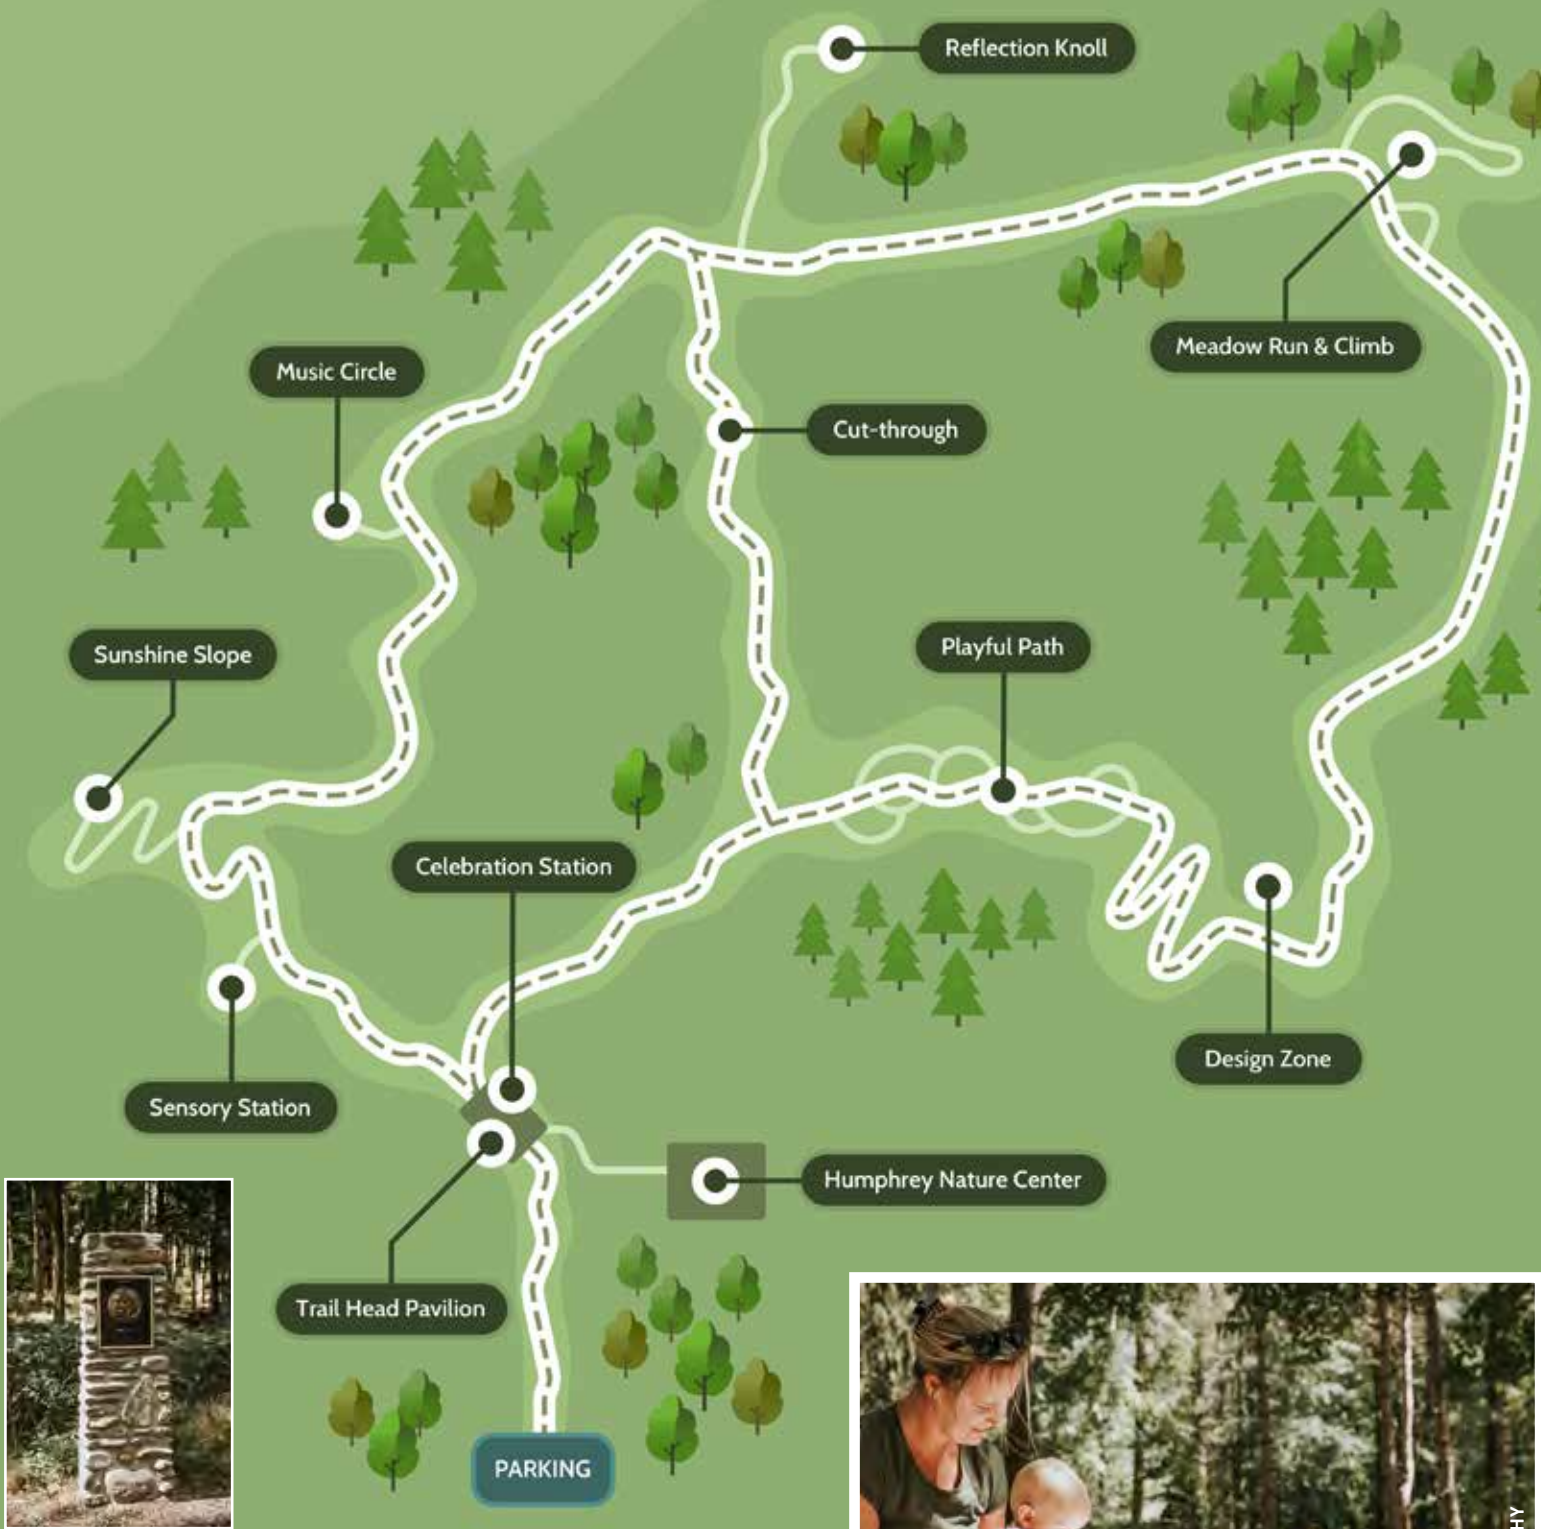 Reflection Knoll
Meadow Run & Climb
Music Circle
Cut-through
Sunshine Slope
Playful Path
Celebration Station
Design Zone
Sensory Station
Humphrey Nature Center
Trail Head Pavilion
PARKING
HY